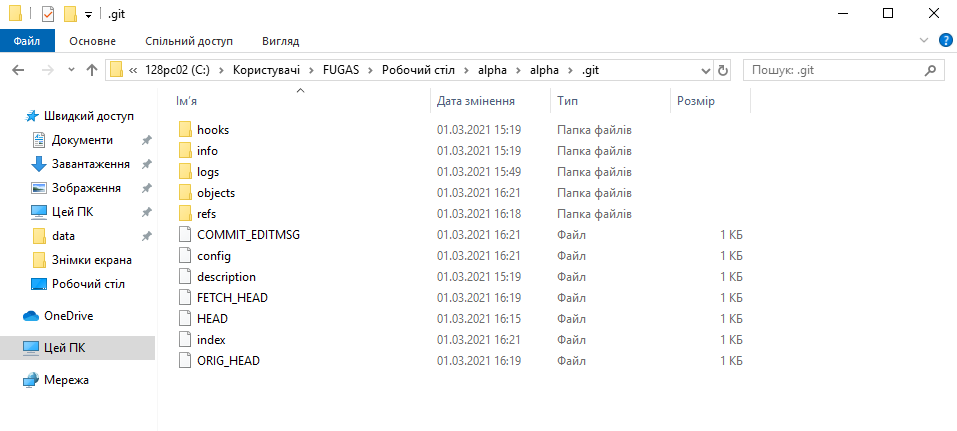 .git
Файл Основне Спільний доступ Вигляд
« 128pc02 (C:) Користувачі FUGAS Робочий стіл alpha alpha .git Пошук: .git
Ім'я Дата змінення Тип Розмір
Швидкий доступ
Документи
Завантаження
Зображення
Цей ПК
data
Знімки екрана
Робочий стіл
OneDrive
Цей ПК
Мережа
hooks 01.03.2021 15:19 Папка файлів
info 01.03.2021 15:19 Папка файлів
logs 01.03.2021 15:49 Папка файлів
objects 01.03.2021 16:21 Папка файлів
refs 01.03.2021 16:18 Папка файлів
COMMIT_EDITMSG 01.03.2021 16:21 Файл 1 КБ
config 01.03.2021 16:21 Файл 1 КБ
description 01.03.2021 15:19 Файл 1 КБ
FETCH_HEAD 01.03.2021 16:19 Файл 1 КБ
HEAD 01.03.2021 16:15 Файл 1 КБ
index 01.03.2021 16:21 Файл 1 КБ
ORIG_HEAD 01.03.2021 16:19 Файл 1 КБ